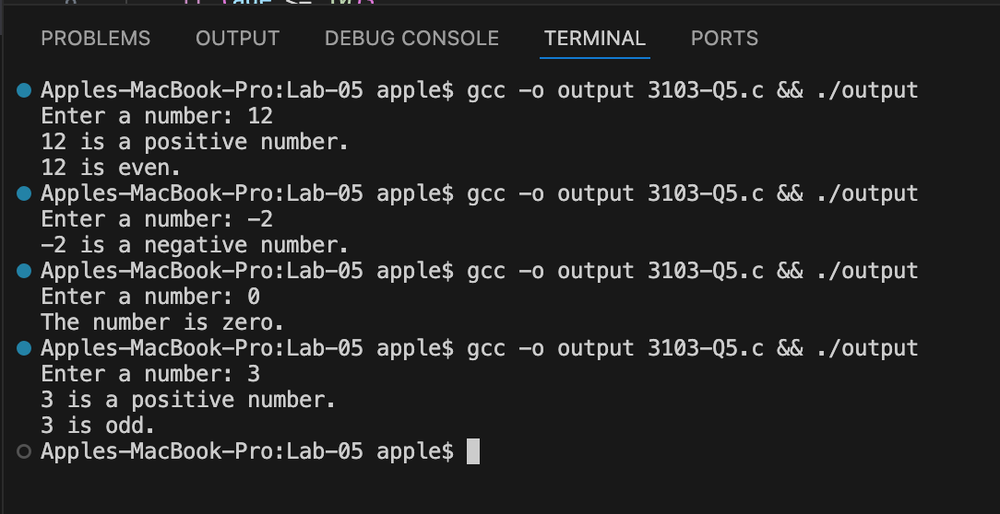 PROBLEMS OUTPUT DEBUG CONSOLE TERMINAL PORTS
Apples-MacBook-Pro:Lab-05 apple$ gcc -o output 3103-Q5.c && ./output
Enter a number: 12
12 is a positive number.
12 is even.
Apples-MacBook-Pro:Lab-05 apple$ gcc -o output 3103-Q5.c && ./output
Enter a number: -2
-2 is a negative number.
Apples-MacBook-Pro:Lab-05 apple$ gcc -o output 3103-Q5.c && ./output
Enter a number: 0
The number is zero.
Apples-MacBook-Pro:Lab-05 apple$ gcc -o output 3103-Q5.c && ./output
Enter a number: 3
3 is a positive number.
3 is odd.
Apples-MacBook-Pro:Lab-05 apple$